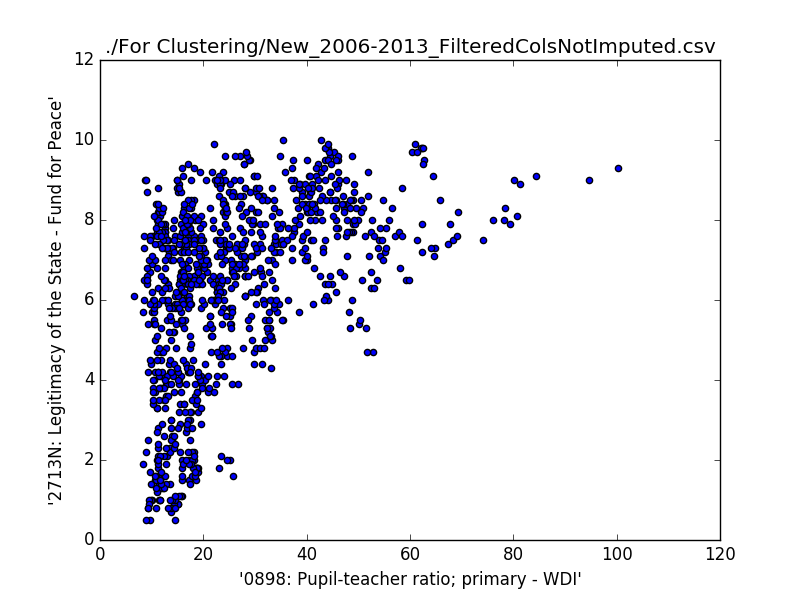 ./For Clustering/New_2006-2013_FilteredColsNotImputed.csv
'2713N: Legitimacy of the State - Fund for Peace'
12
10
8
6
4
2
0
0 20 40 60 80 100 120
'0898: Pupil-teacher ratio; primary - WDI'